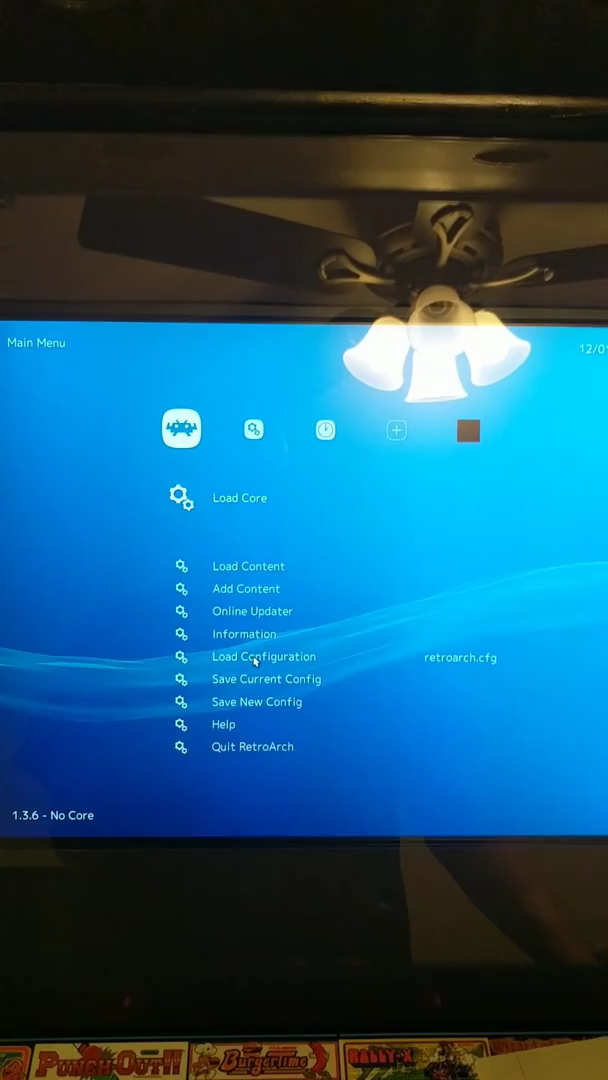 Main Menu
12/0
Load Core
Load Content
Add Content
Online Updater
Information
Load Configuration retroarch.cfg
Save Current Config
Save New Config
Help
Quit RetroArch
1.3.6 - No Core
PUNCH-OUT!! BurgerTime RALLY-X